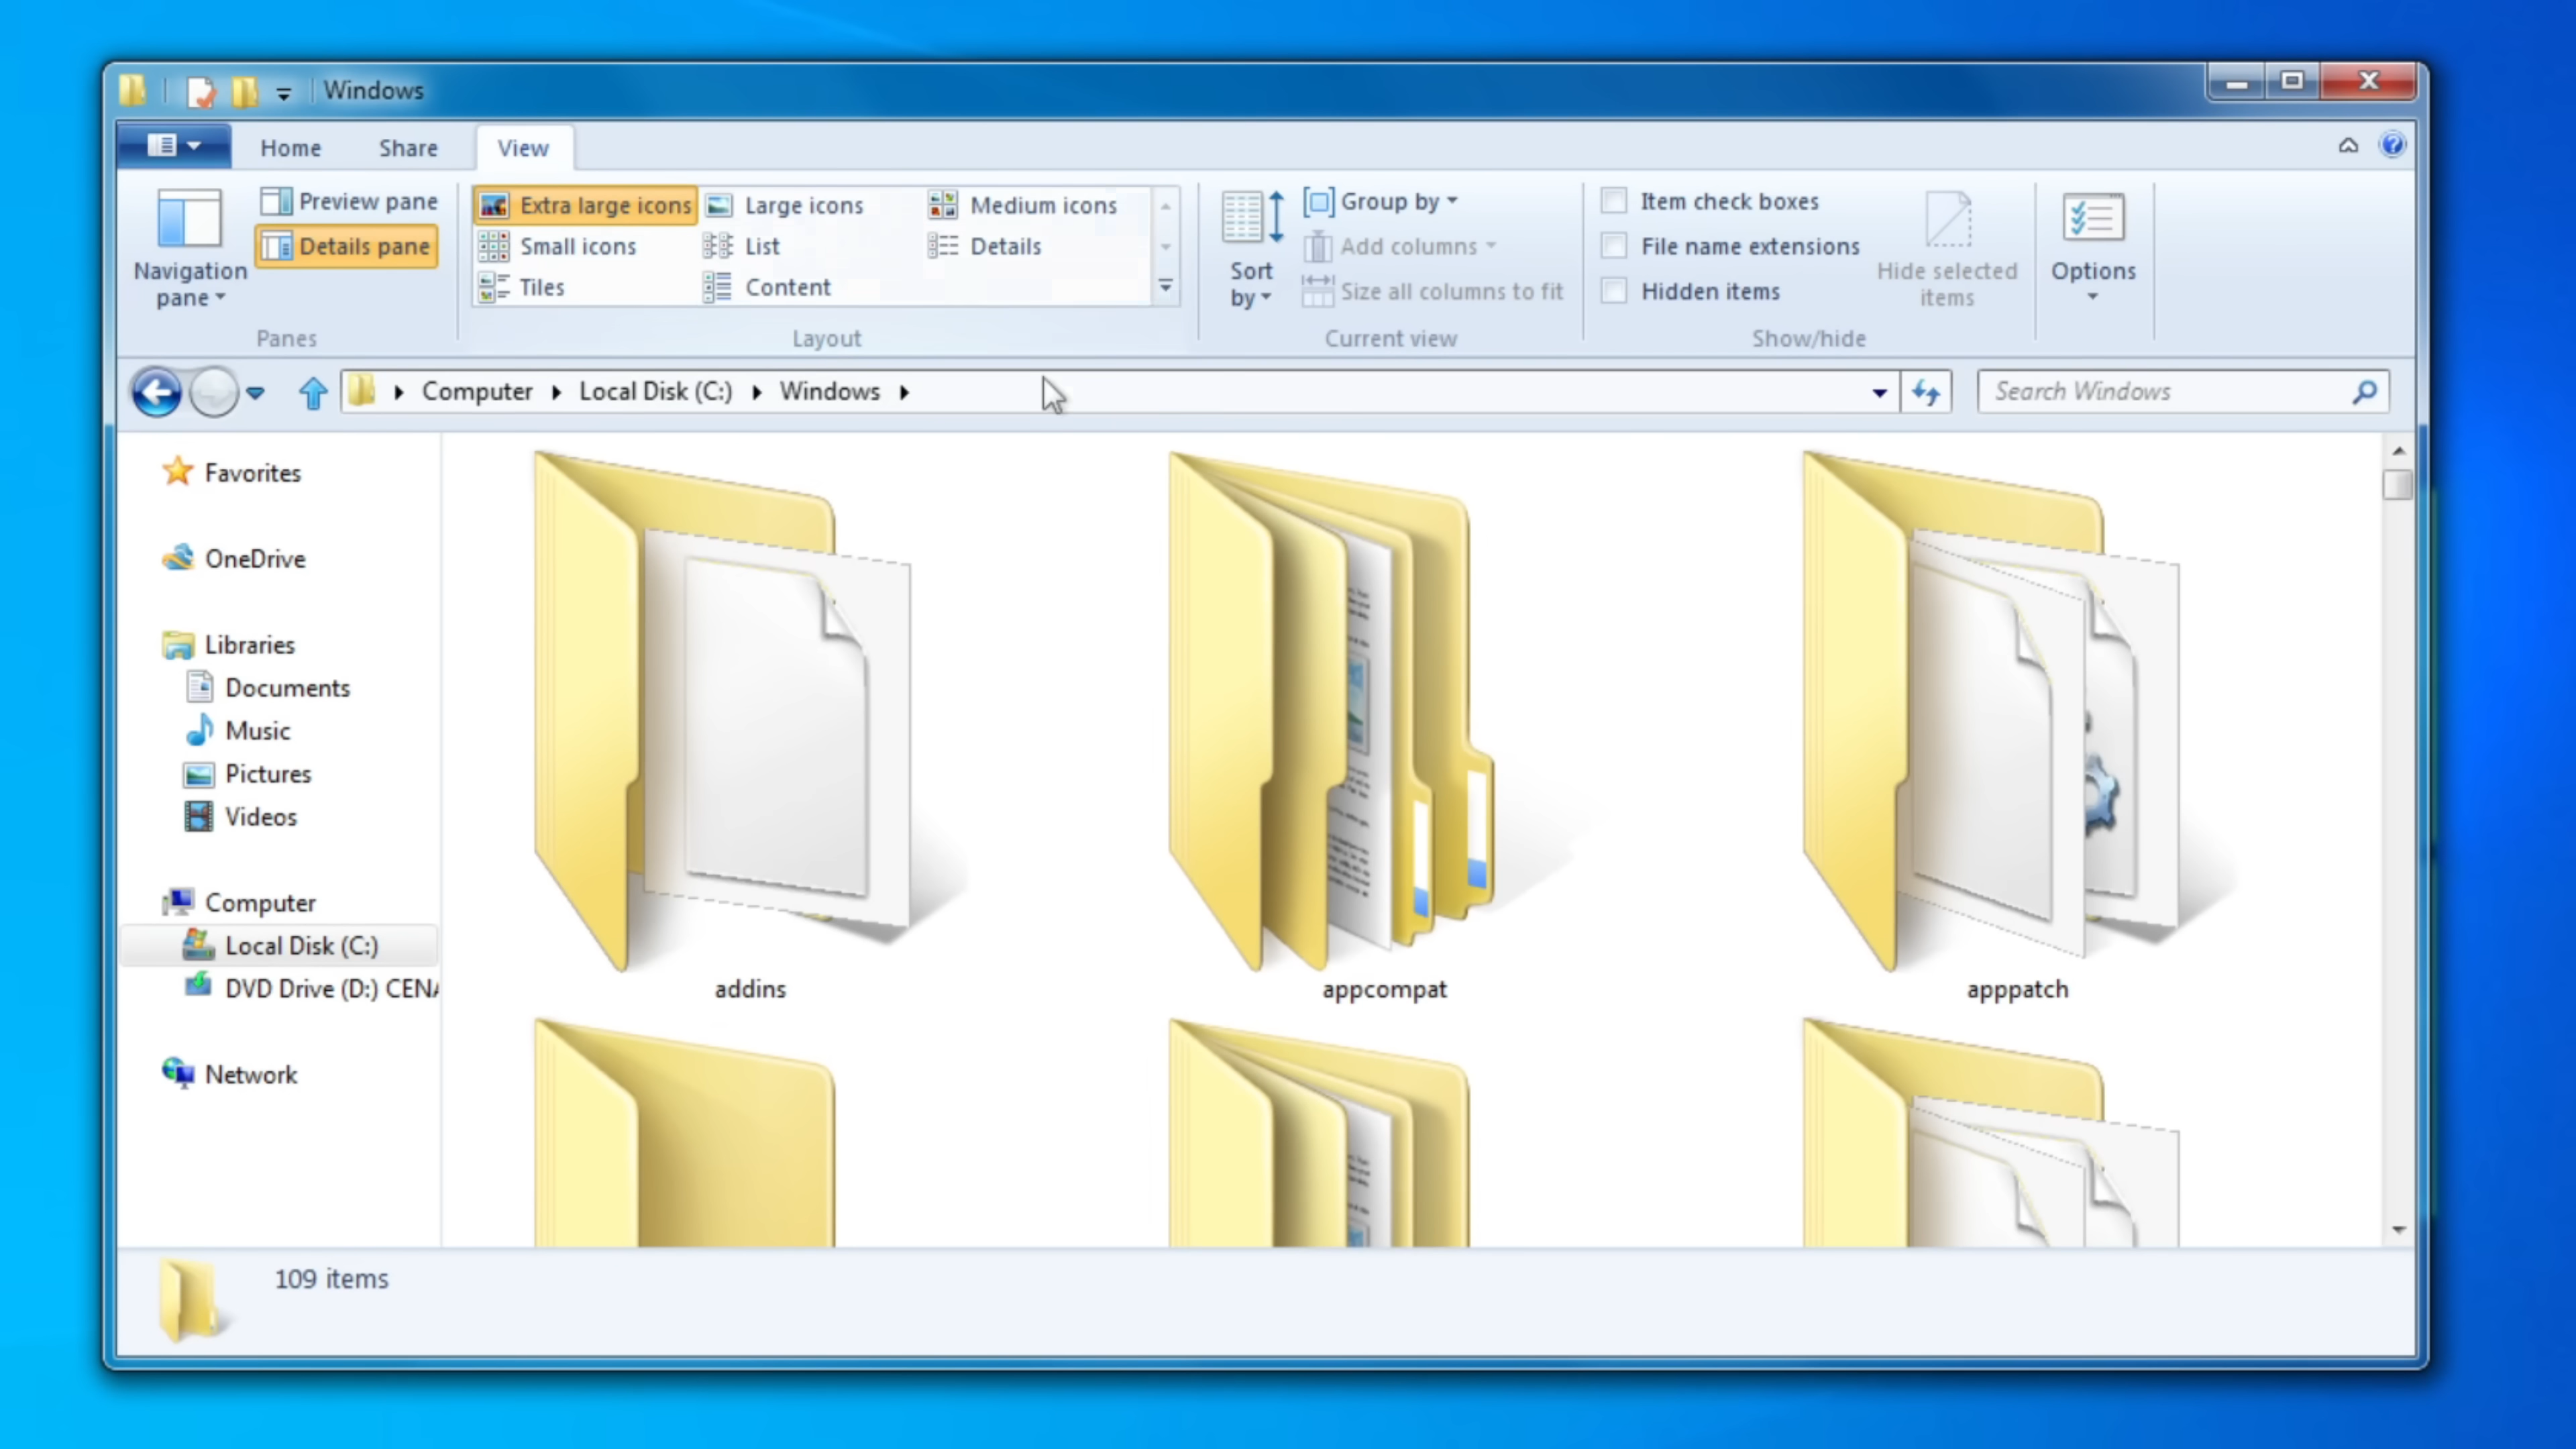 Windows
Home Share View
Preview pane
Details pane
Navigation
pane
Panes
Extra large icons Large icons Medium icons
Small icons List Details
Tiles Content
Layout
Sort
by
Group by
Add columns
Size all columns to fit
Current view
Item check boxes
File name extensions
Hidden items
Hide selected
items
Show/hide
Options
Computer Local Disk (C:) Windows
Search Windows
Favorites
OneDrive
Libraries
Documents
Music
Pictures
Videos
Computer
Local Disk (C:)
DVD Drive (D:) CENA
Network
addins appcompat apppatch
109 items